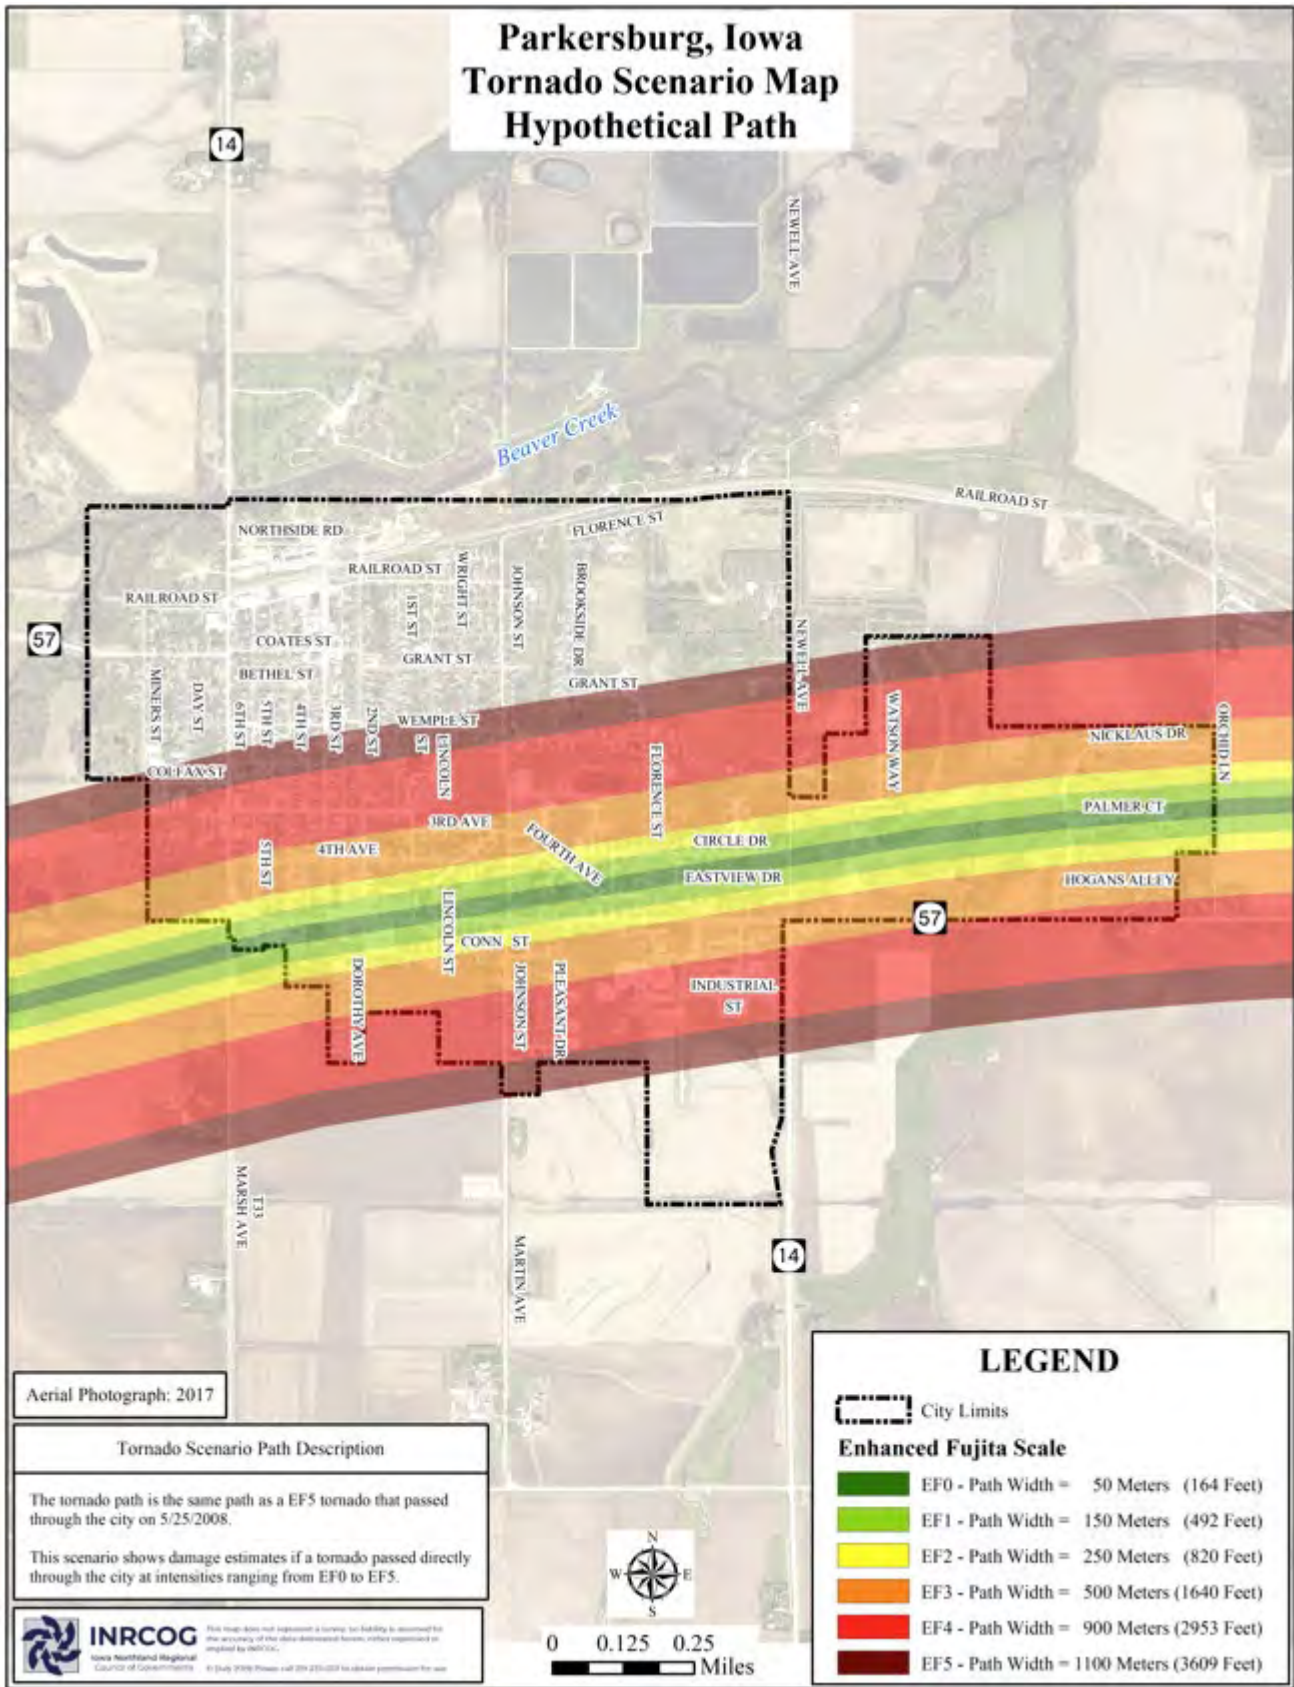 Parkersburg, Iowa
Tornado Scenario Map
Hypothetical Path
14
NEWELL AVE
Beaver Creek
RAILROAD ST
NORTHSIDE RD
FLORENCE ST
RAILROAD ST
WRIGHT ST
JOHNSON ST
BROOKSIDE DR
RAILROAD ST
1ST ST
57
COATES ST
GRANT ST
NEWELL AVE
BETHEL ST
GRANT ST
MINERS ST
DAY ST
6TH ST
5TH ST
4TH ST
3RD ST
2ND ST
WEMPLE ST
LINCOLN
ST
WATSON WAY
ORCHID LN
NICKLAUS DR
COLFAX ST
FLORENCE ST
PALMER CT
3RD AVE
4TH AVE
FOURTH AVE
CIRCLE DR
5TH ST
EASTVIEW DR
HOGANS ALLEY
57
LINCOLN ST
CONN ST
DOROTHY AVE
JOHNSON ST
PLEASANT DR
INDUSTRIAL
ST
T33
MARSH AVE
MARTIN AVE
14
Aerial Photograph: 2017
Tornado Scenario Path Description
The tornado path is the same path as a EF5 tornado that passed
through the city on 5/25/2008.
This scenario shows damage estimates if a tornado passed directly
through the city at intensities ranging from EF0 to EF5.
INRCOG
Iowa Northland Regional
Council of Governments
N
W
E
S
0 0.125 0.25
Miles
LEGEND
City Limits
Enhanced Fujita Scale
EF0 - Path Width = 50 Meters (164 Feet)
EF1 - Path Width = 150 Meters (492 Feet)
EF2 - Path Width = 250 Meters (820 Feet)
EF3 - Path Width = 500 Meters (1640 Feet)
EF4 - Path Width = 900 Meters (2953 Feet)
EF5 - Path Width = 1100 Meters (3609 Feet)